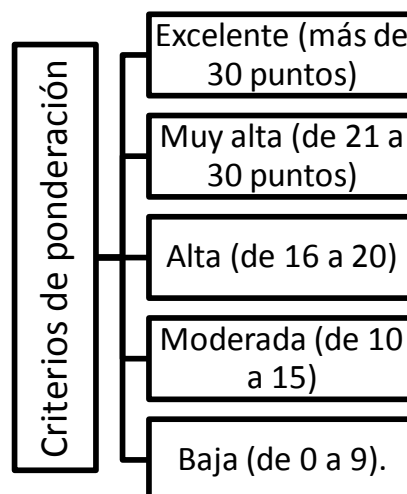 Criterios de ponderación
Excelente (más de
30 puntos)
Muy alta (de 21 a
30 puntos)
Alta (de 16 a 20)
Moderada (de 10
a 15)
Baja (de 0 a 9).